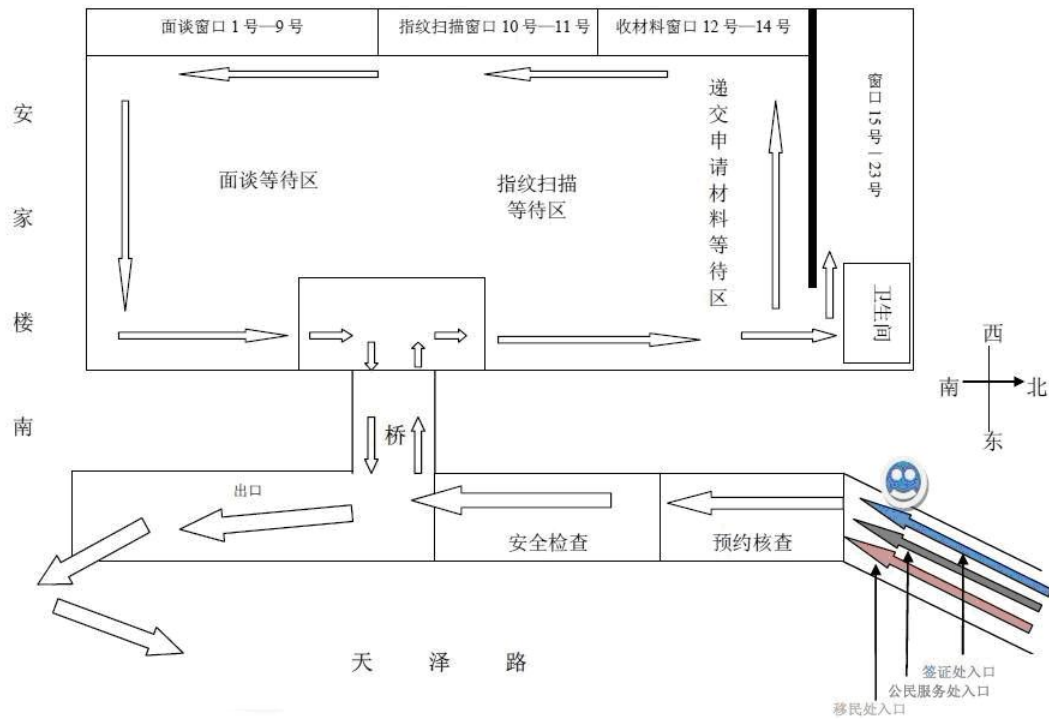 面谈窗口 1 号—9 号
指纹扫描窗口 10 号—11 号
收材料窗口 12 号—14 号
窗口 15 号—23 号
递交申请材料等待区
面谈等待区
指纹扫描
等待区
卫生间
安家楼南
西
南
北
东
桥
出口
安全检查
预约核查
天泽路
签证处入口
公民服务处入口
移民处入口